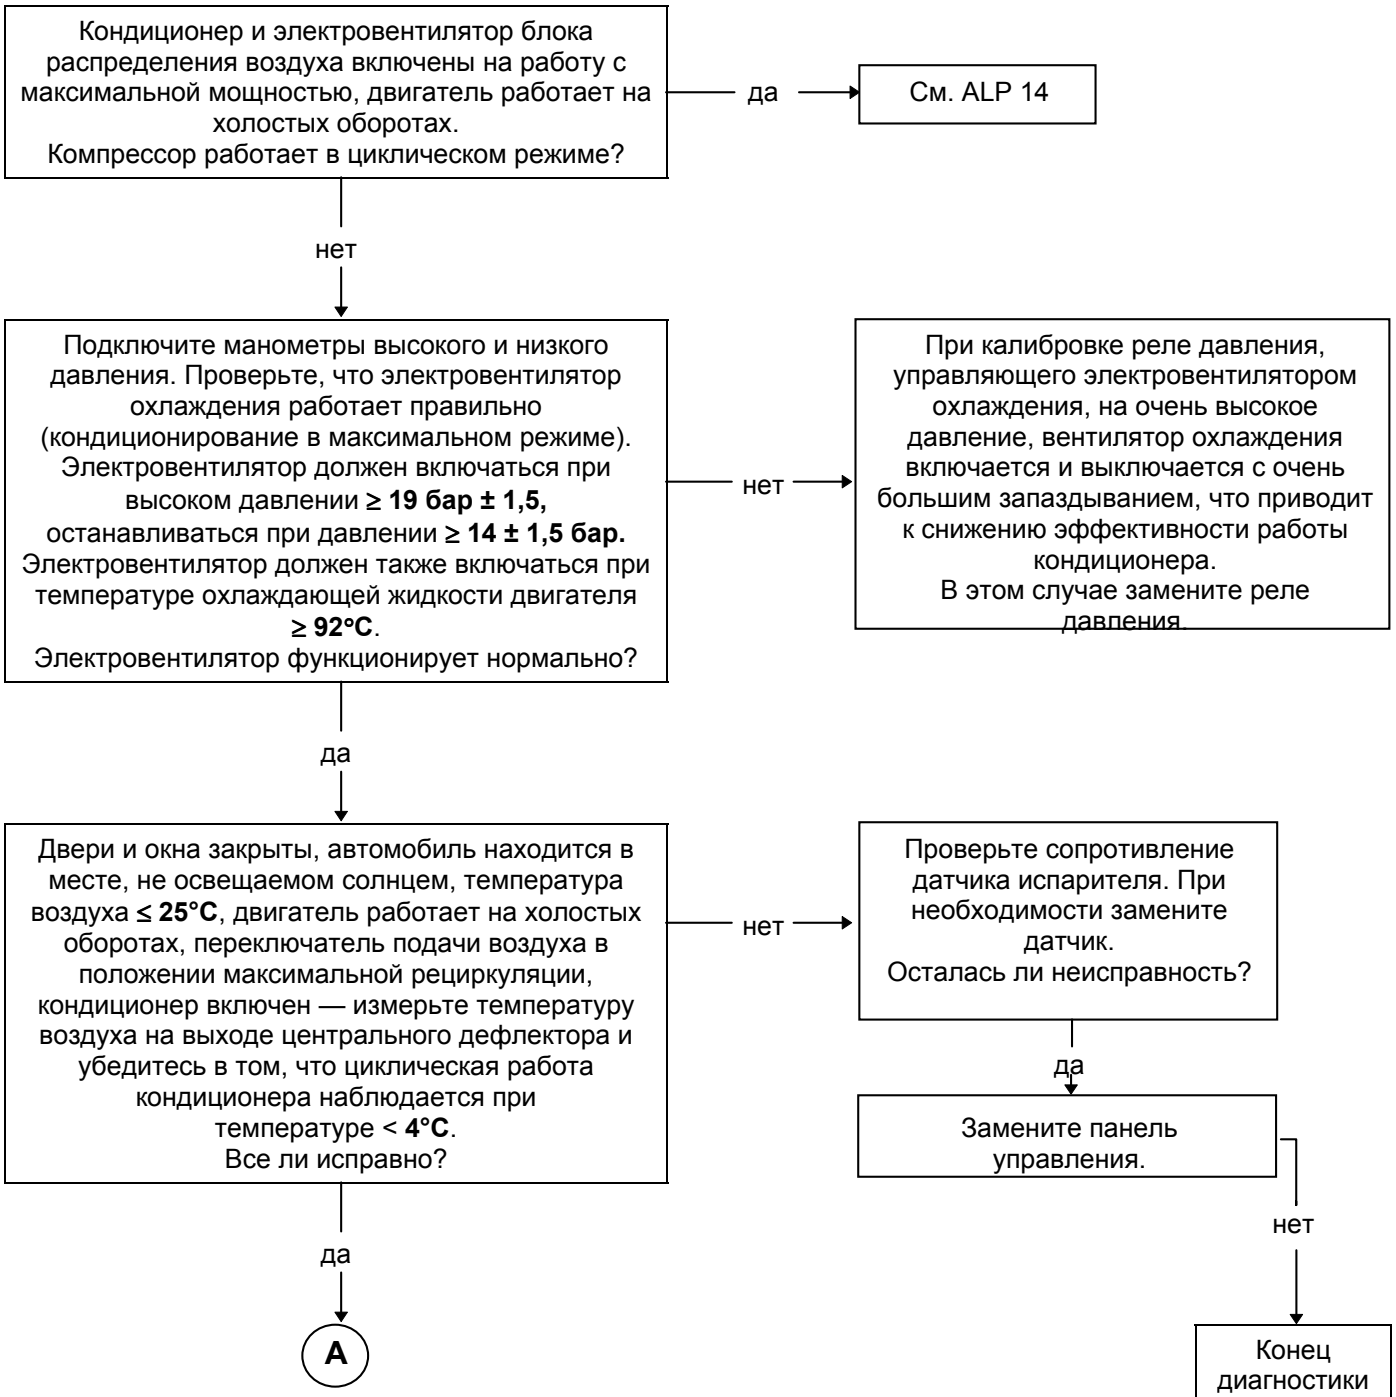 Кондиционер и электровентилятор блока
распределения воздуха включены на работу с
максимальной мощностью, двигатель работает на
холостых оборотах.
Компрессор работает в циклическом режиме?
да
См. ALP 14
нет
Подключите манометры высокого и низкого
давления. Проверьте, что электровентилятор
охлаждения работает правильно
(кондиционирование в максимальном режиме).
Электровентилятор должен включаться при
высоком давлении ≥ 19 бар ± 1,5,
останавливаться при давлении ≥ 14 ± 1,5 бар.
Электровентилятор должен также включаться при
температуре охлаждающей жидкости двигателя
≥ 92°C.
Электровентилятор функционирует нормально?
нет
При калибровке реле давления,
управляющего электровентилятором
охлаждения, на очень высокое
давление, вентилятор охлаждения
включается и выключается с очень
большим запаздыванием, что приводит
к снижению эффективности работы
кондиционера.
В этом случае замените реле
давления.
да
Двери и окна закрыты, автомобиль находится в
месте, не освещаемом солнцем, температура
воздуха ≤ 25°C, двигатель работает на холостых
оборотах, переключатель подачи воздуха в
положении максимальной рециркуляции,
кондиционер включен — измерьте температуру
воздуха на выходе центрального дефлектора и
убедитесь в том, что циклическая работа
кондиционера наблюдается при
температуре < 4°C.
Все ли исправно?
нет
Проверьте сопротивление
датчика испарителя. При
необходимости замените
датчик.
Осталась ли неисправность?
да
Замените панель
управления.
нет
Конец
диагностики
да
A